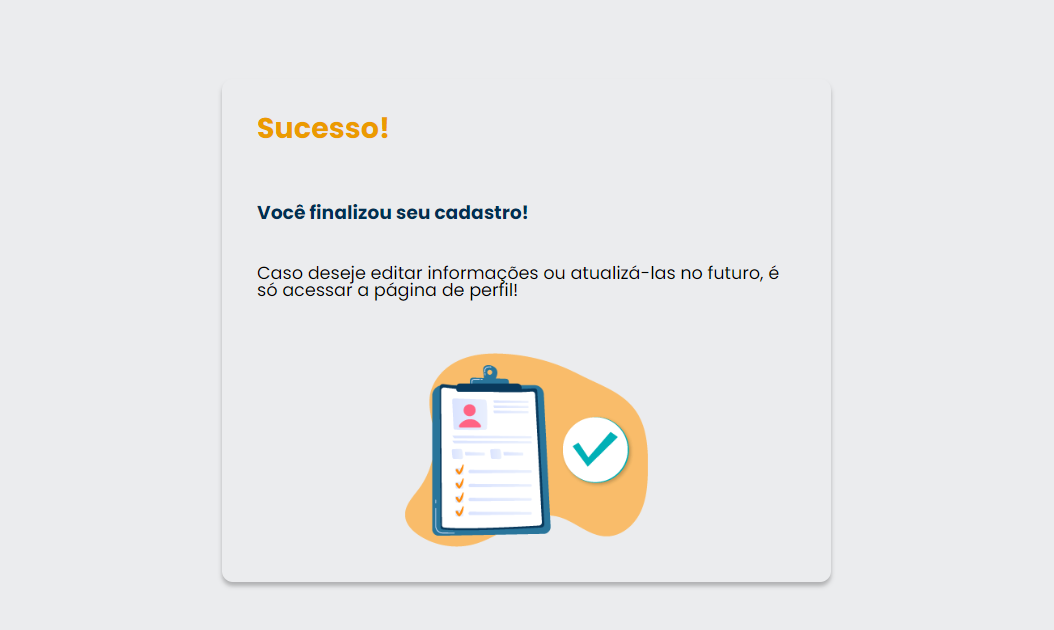 Sucesso!
Você finalizou seu cadastro!
Caso deseje editar informações ou atualizá-las no futuro, é
só acessar a página de perfil!